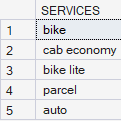 SERVICES
1 bike
2 cab economy
3 bike lite
4 parcel
5 auto